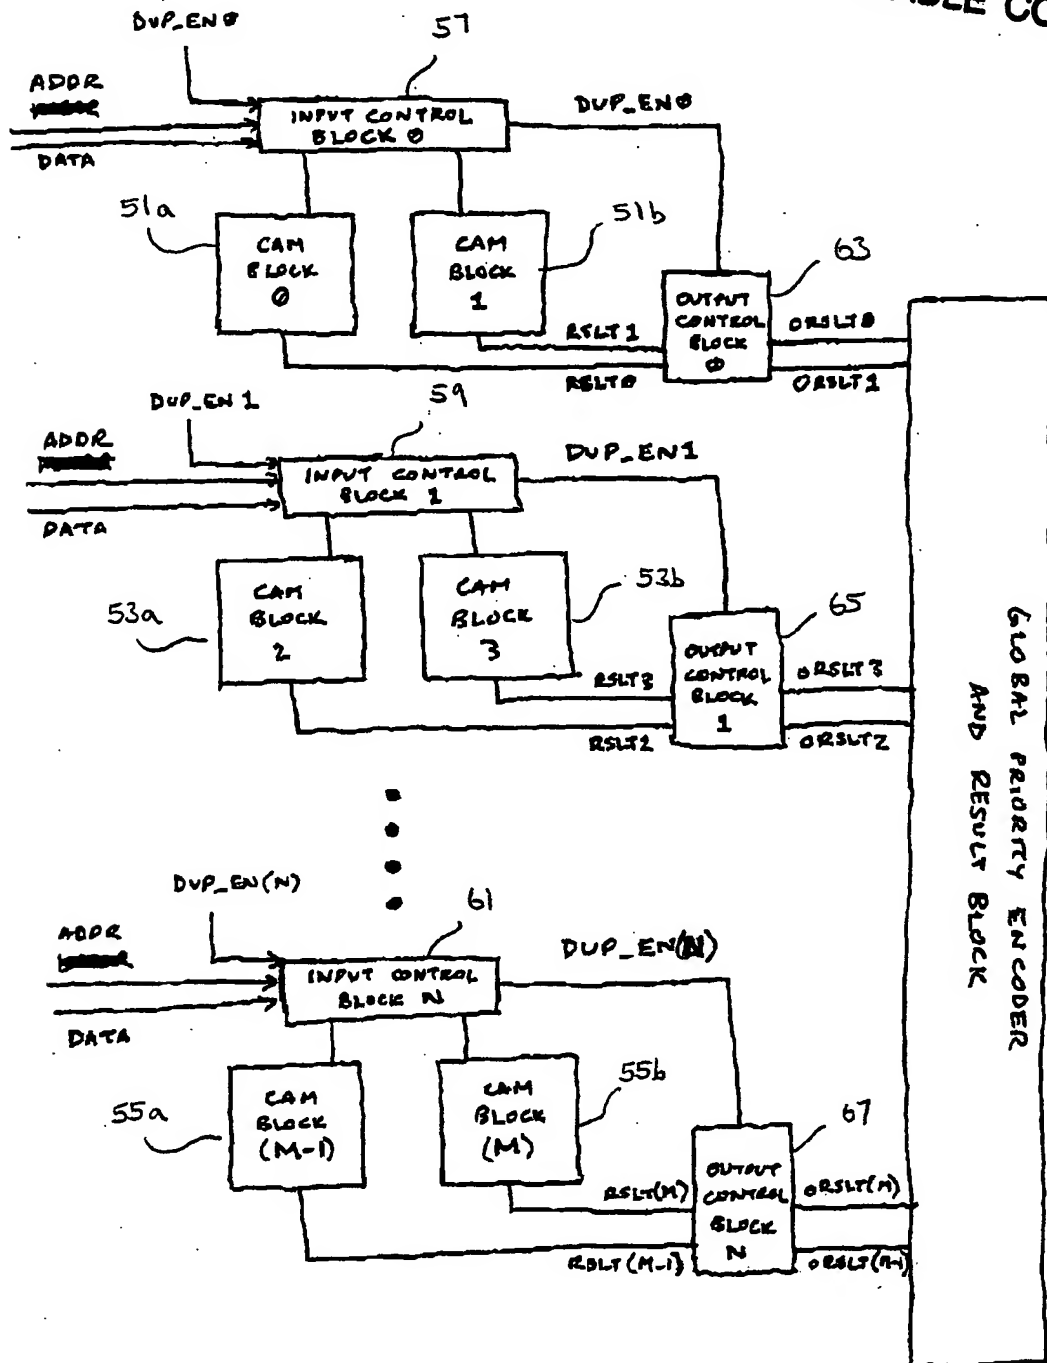 ABLE CO
DUP_EN0
57
ADDR
INPUT CONTROL
BLOCK 0
DUP_EN0
DATA
51a
CAM
BLOCK
0
CAM
BLOCK
1
51b
63
OUTPUT
CONTROL
BLOCK
0
RSLT1
RSLT0
ORSLT0
ORSLT1
DUP_EN1
59
ADDR
INPUT CONTROL
BLOCK 1
DUP_EN1
DATA
53a
CAM
BLOCK
2
CAM
BLOCK
3
53b
65
OUTPUT
CONTROL
BLOCK
1
RSLT3
RSLT2
ORSLT3
ORSLT2
GLOBAL PRIORITY ENCODER
AND RESULT BLOCK
DUP_EN(N)
61
ADDR
INPUT CONTROL
BLOCK N
DUP_EN(N)
DATA
55a
CAM
BLOCK
(M-1)
CAM
BLOCK
(M)
55b
67
OUTPUT
CONTROL
BLOCK
N
RSLT(M)
RSLT(M-1)
ORSLT(M)
ORSLT(M-1)